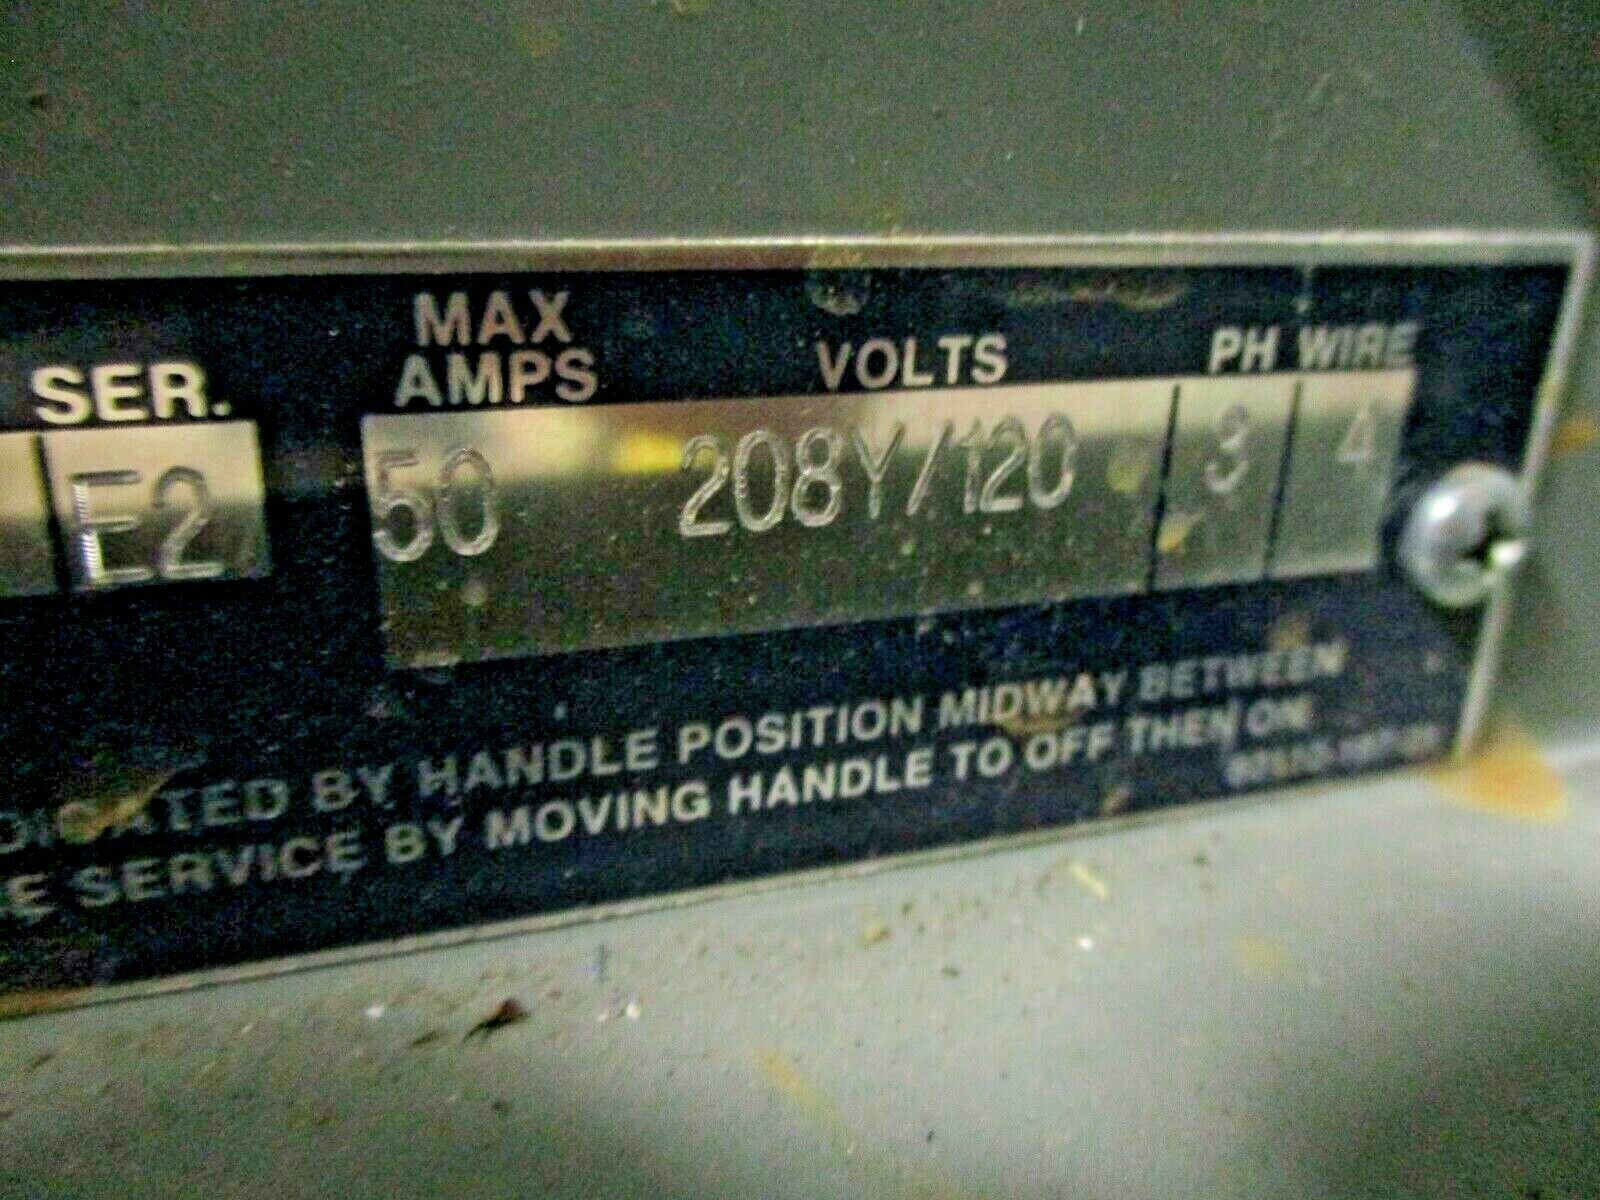 SER. MAX AMPS VOLTS PH WIRE
E2 50 208Y/120 3 4
BY HANDLE POSITION MIDWAY BETWEEN
SERVICE BY MOVING HANDLE TO OFF THEN ON